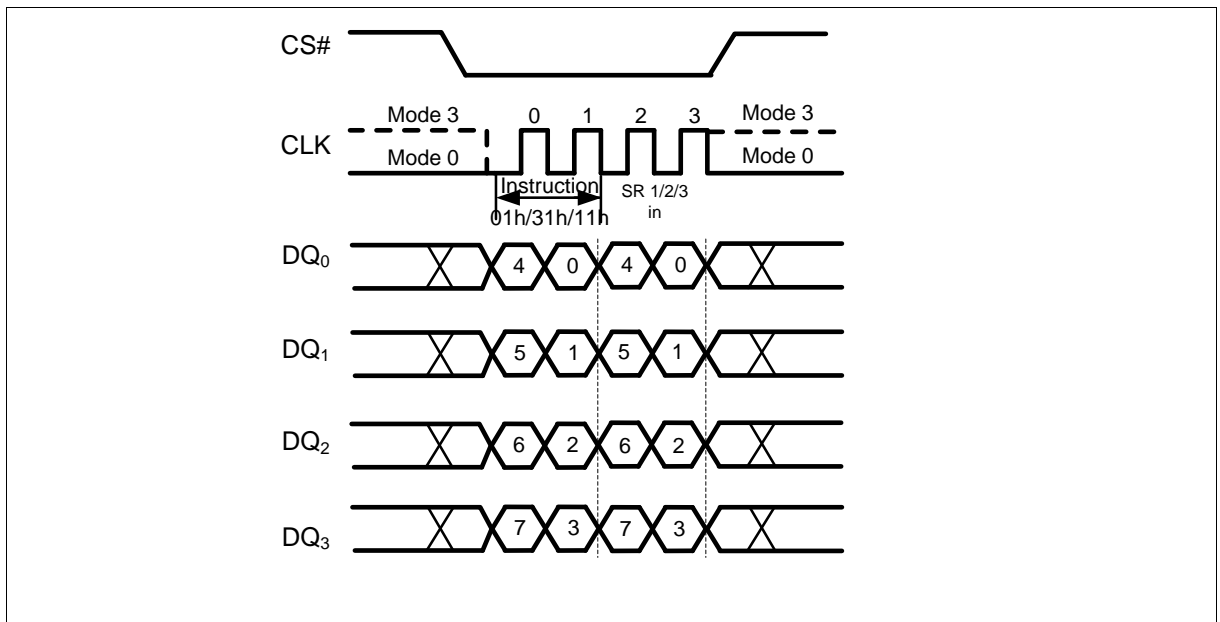 CS#
Mode 3 0 1 2 3 Mode 3
CLK
Mode 0 Mode 0
Instruction SR 1/2/3
01h/31h/11h in
DQ0 4 0 4 0
DQ1 5 1 5 1
DQ2 6 2 6 2
DQ3 7 3 7 3